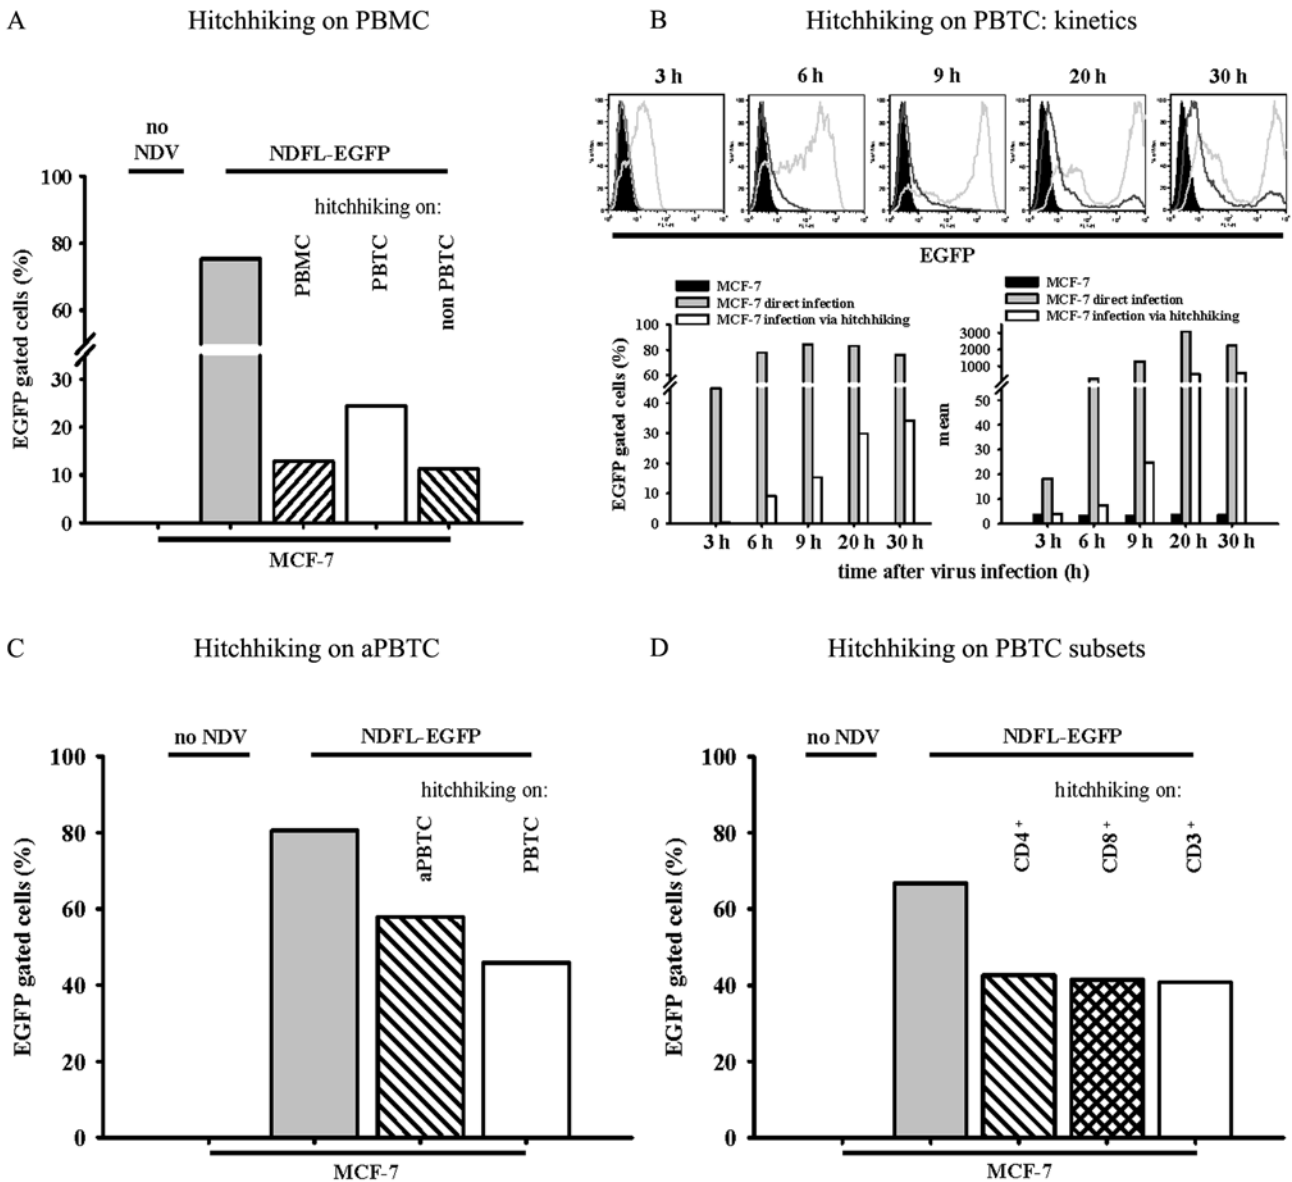 A
Hitchhiking on PBMC
no
NDV
NDFL-EGFP
hitchhiking on:
PBMC
PBTC
non PBTC
EGFP gated cells (%)
100
80
60
30
20
10
0
MCF-7
B
Hitchhiking on PBTC: kinetics
3 h
6 h
9 h
20 h
30 h
EGFP
MCF-7
MCF-7 direct infection
MCF-7 infection via hitchhiking
EGFP gated cells (%)
100
80
60
40
30
20
10
0
3 h
6 h
9 h
20 h
30 h
MCF-7
MCF-7 direct infection
MCF-7 infection via hitchhiking
mean
3000
2000
1000
50
40
30
20
10
0
3 h
6 h
9 h
20 h
30 h
time after virus infection (h)
C
Hitchhiking on aPBTC
no NDV
NDFL-EGFP
hitchhiking on:
aPBTC
PBTC
EGFP gated cells (%)
100
80
60
40
20
0
MCF-7
D
Hitchhiking on PBTC subsets
no NDV
NDFL-EGFP
hitchhiking on:
CD4+
CD8+
CD3+
EGFP gated cells (%)
100
80
60
40
20
0
MCF-7